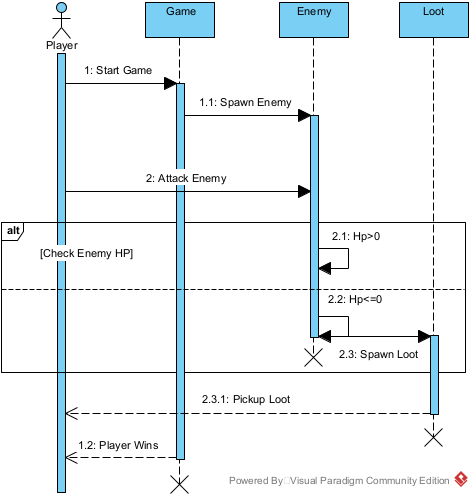 Game
Enemy
Loot
Player
1: Start Game
1.1: Spawn Enemy
2: Attack Enemy
alt
2.1: Hp>0
[Check Enemy HP]
2.2: Hp<=0
2.3: Spawn Loot
2.3.1: Pickup Loot
1.2: Player Wins
Powered By Visual Paradigm Community Edition